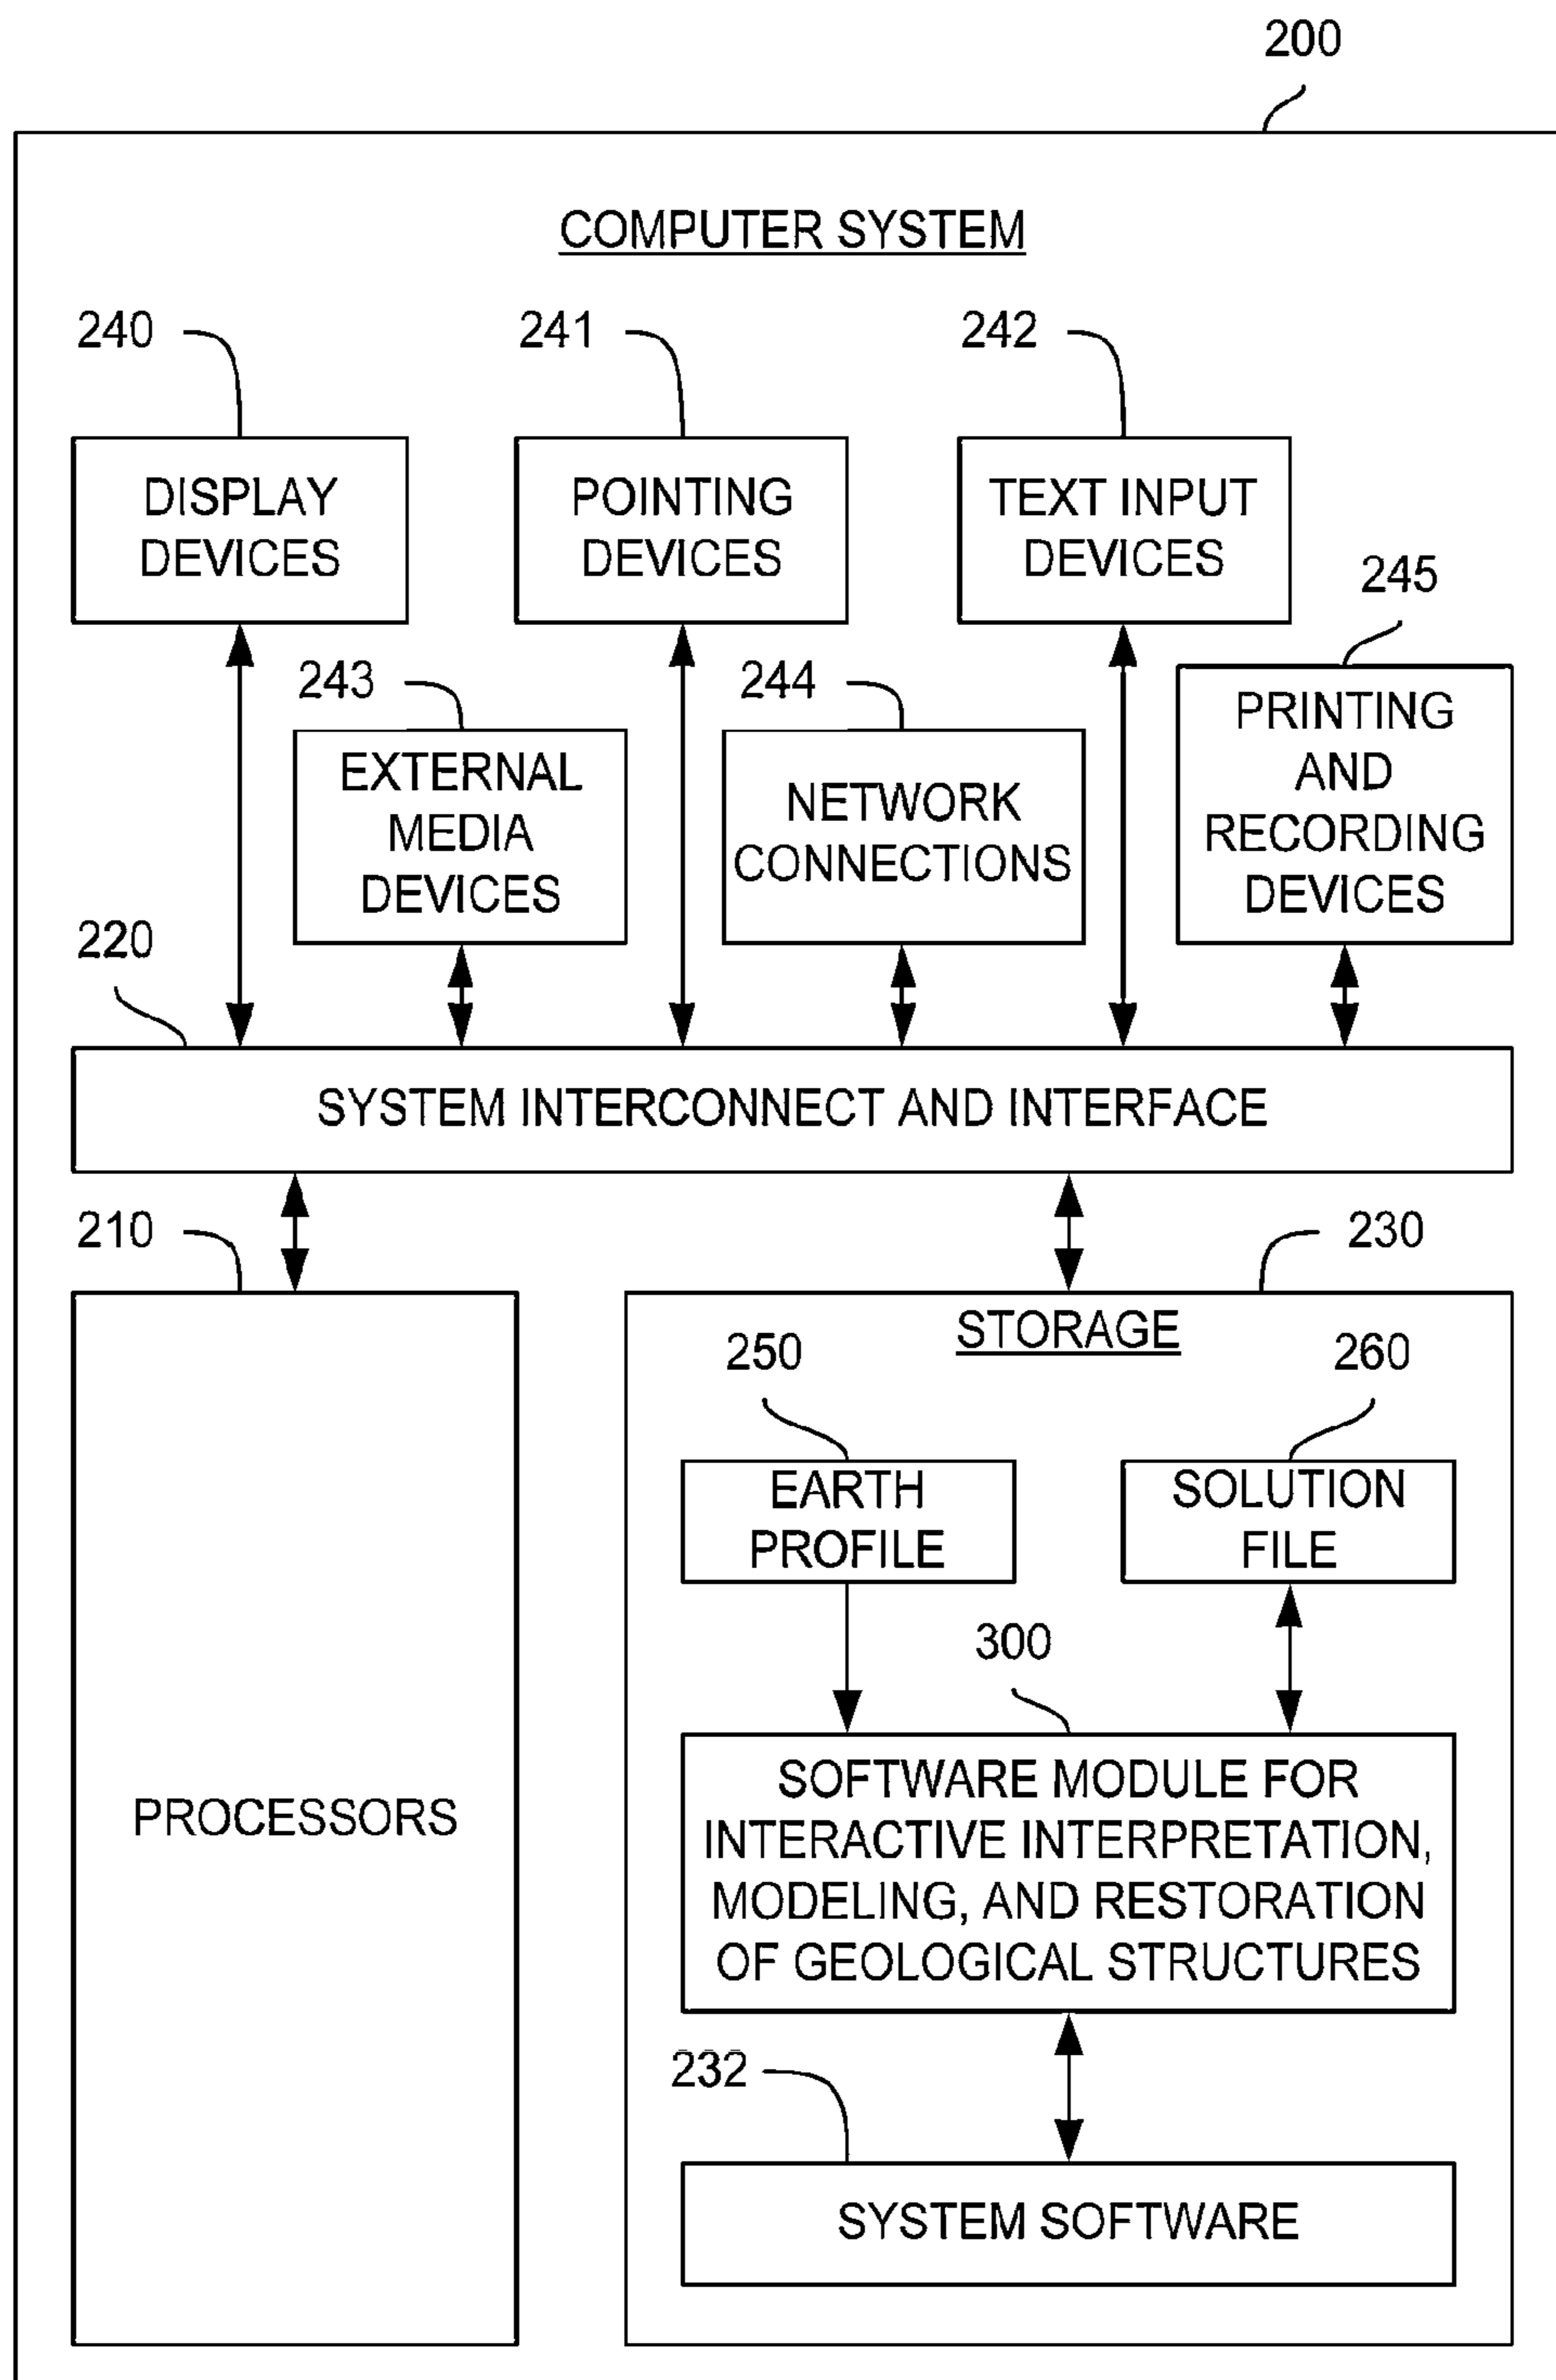 200
COMPUTER SYSTEM
240
241
242
DISPLAY
DEVICES
POINTING
DEVICES
TEXT INPUT
DEVICES
245
243
244
EXTERNAL
MEDIA
DEVICES
NETWORK
CONNECTIONS
PRINTING
AND
RECORDING
DEVICES
220
SYSTEM INTERCONNECT AND INTERFACE
210
230
PROCESSORS
STORAGE
250
260
EARTH
PROFILE
SOLUTION
FILE
300
SOFTWARE MODULE FOR
INTERACTIVE INTERPRETATION,
MODELING, AND RESTORATION
OF GEOLOGICAL STRUCTURES
232
SYSTEM SOFTWARE